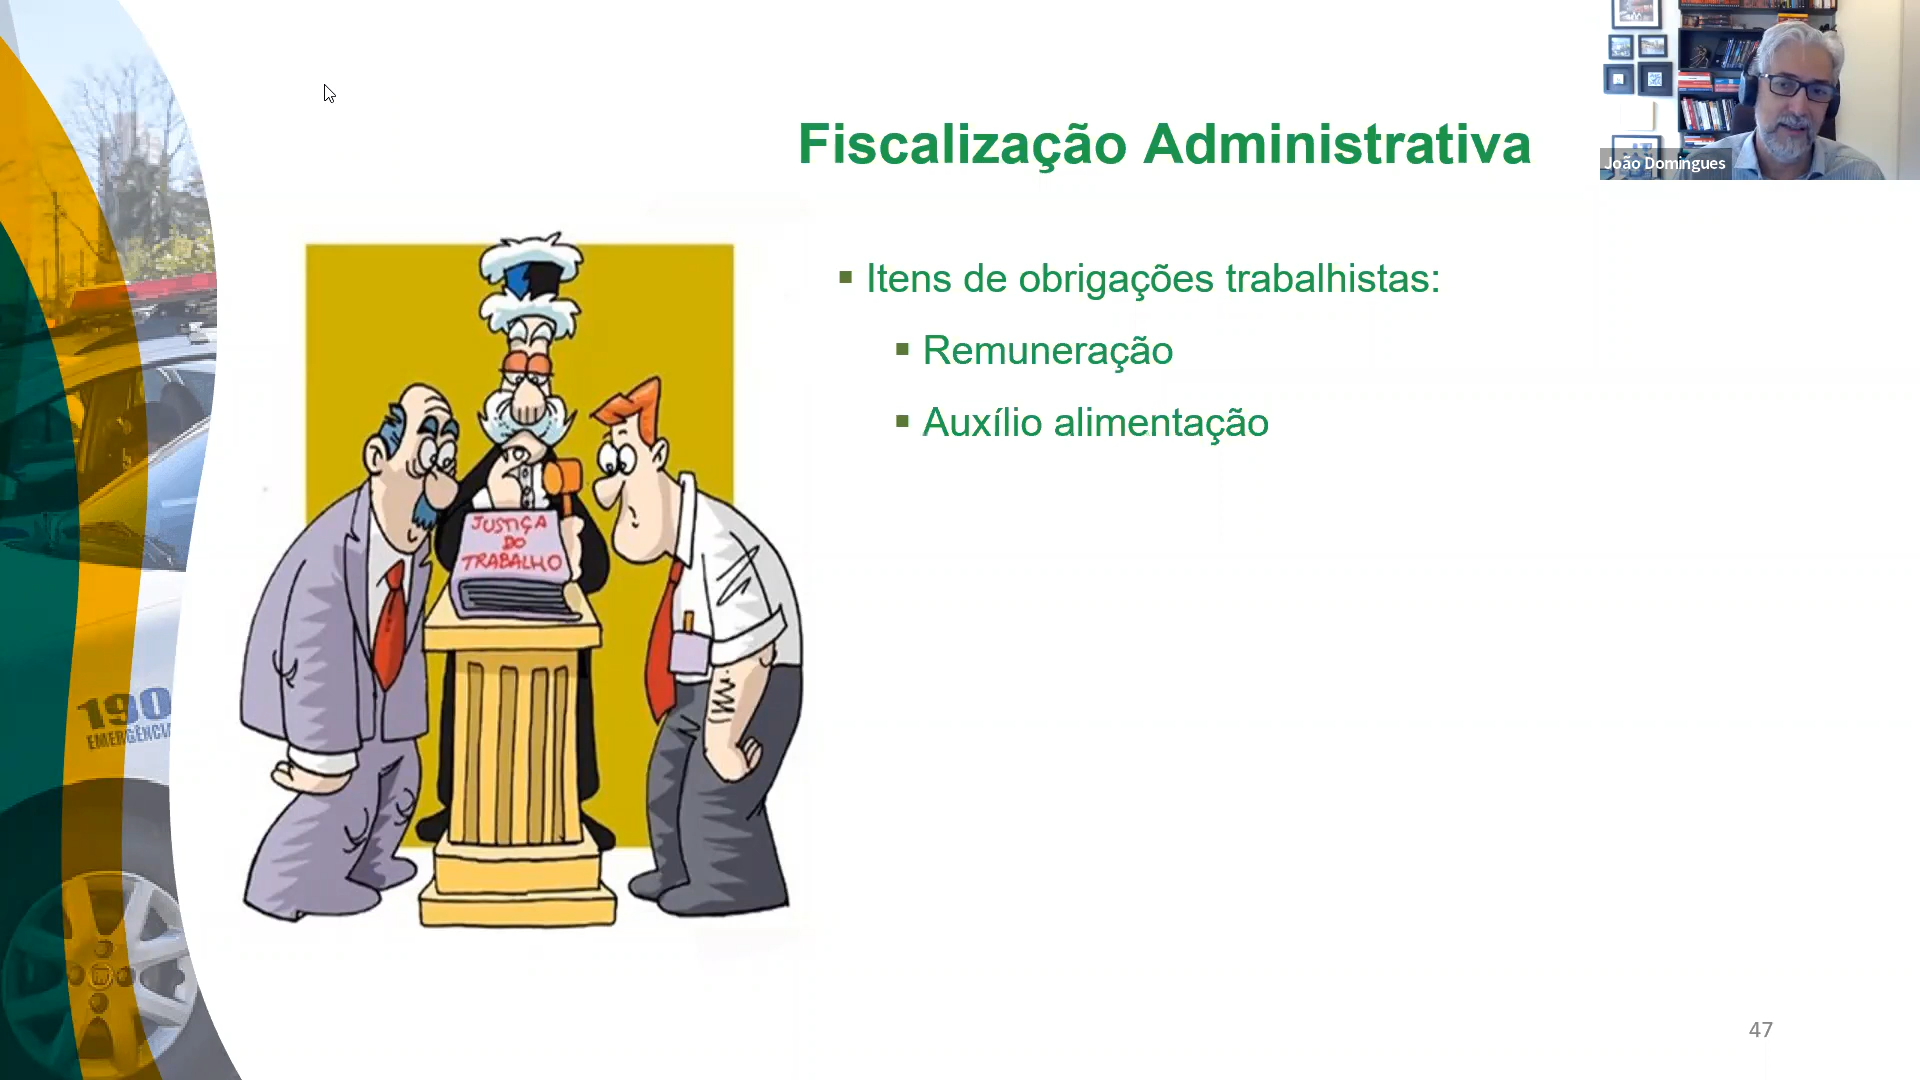 Fiscalização Administrativa
João Domingues
Itens de obrigações trabalhistas:
Remuneração
Auxílio alimentação
JUSTIÇA
DO
TRABALHO
190
EMERGÊNCIA
47